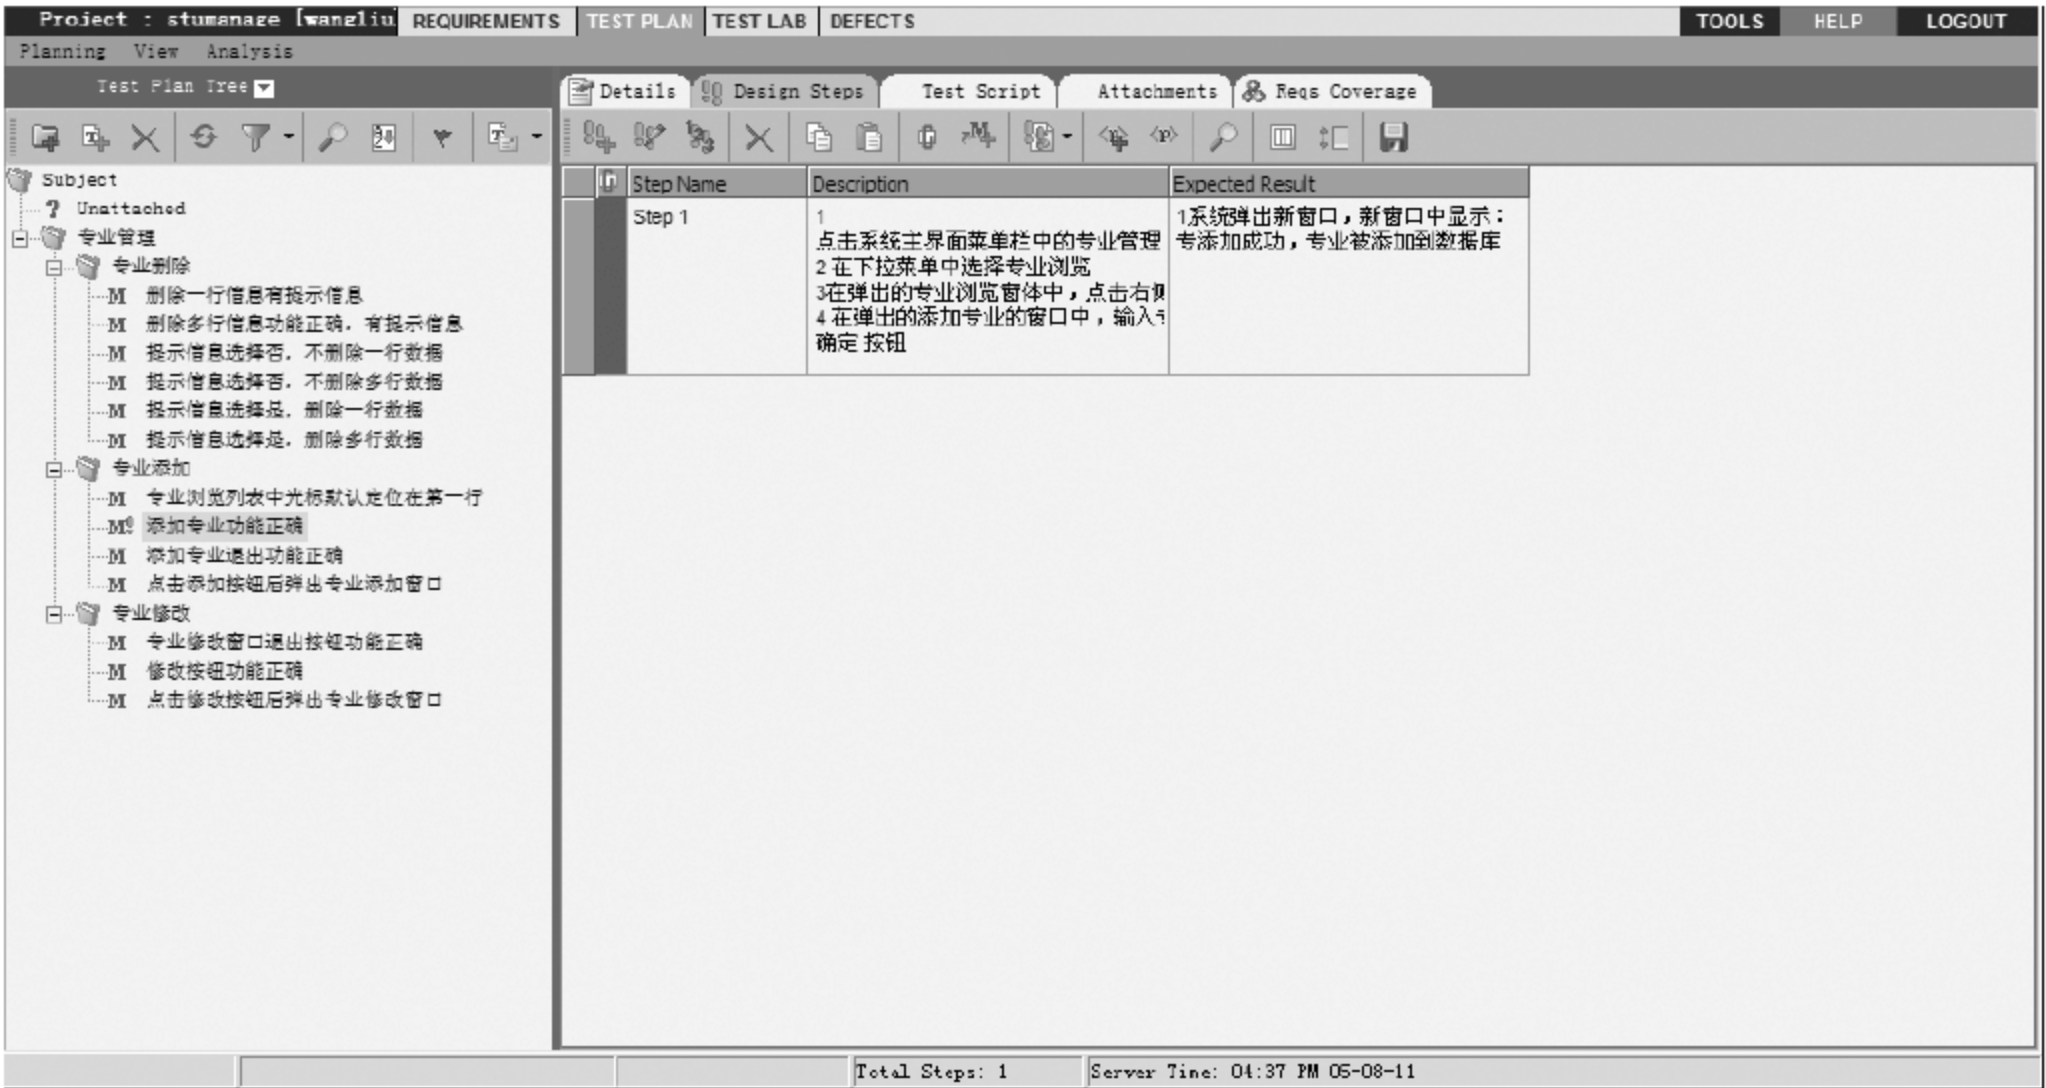 Project : stumanage [wangliu
REQUIREMENTS
TEST PLAN
TEST LAB
DEFECTS
TOOLS
HELP
LOGOUT
Planning View Analysis
Test Plan Tree
Details
Design Steps
Test Script
Attachments
Reqs Coverage
Subject
Unattached
专业管理
专业删除
M 删除一行信息有提示信息
M 删除多行信息功能正确，有提示信息
M 提示信息选择否，不删除一行数据
M 提示信息选择否，不删除多行数据
M 提示信息选择是，删除一行数据
M 提示信息选择是，删除多行数据
专业添加
M 专业浏览列表中光标默认定位在第一行
M 添加专业功能正确
M 添加专业退出功能正确
M 点击添加按钮后弹出专业添加窗口
专业修改
M 专业修改窗口退出按钮功能正确
M 修改按钮功能正确
M 点击修改按钮后弹出专业修改窗口
Step Name
Description
Expected Result
Step 1
1
点击系统主界面菜单栏中的专业管理
2 在下拉菜单中选择专业浏览
3在弹出的专业浏览窗体中，点击右侧
4 在弹出的添加专业的窗口中，输入
确定 按钮
1系统弹出新窗口，新窗口中显示：
专添加成功，专业被添加到数据库
Total Steps: 1
Server Time: 04:37 PM 05-08-11